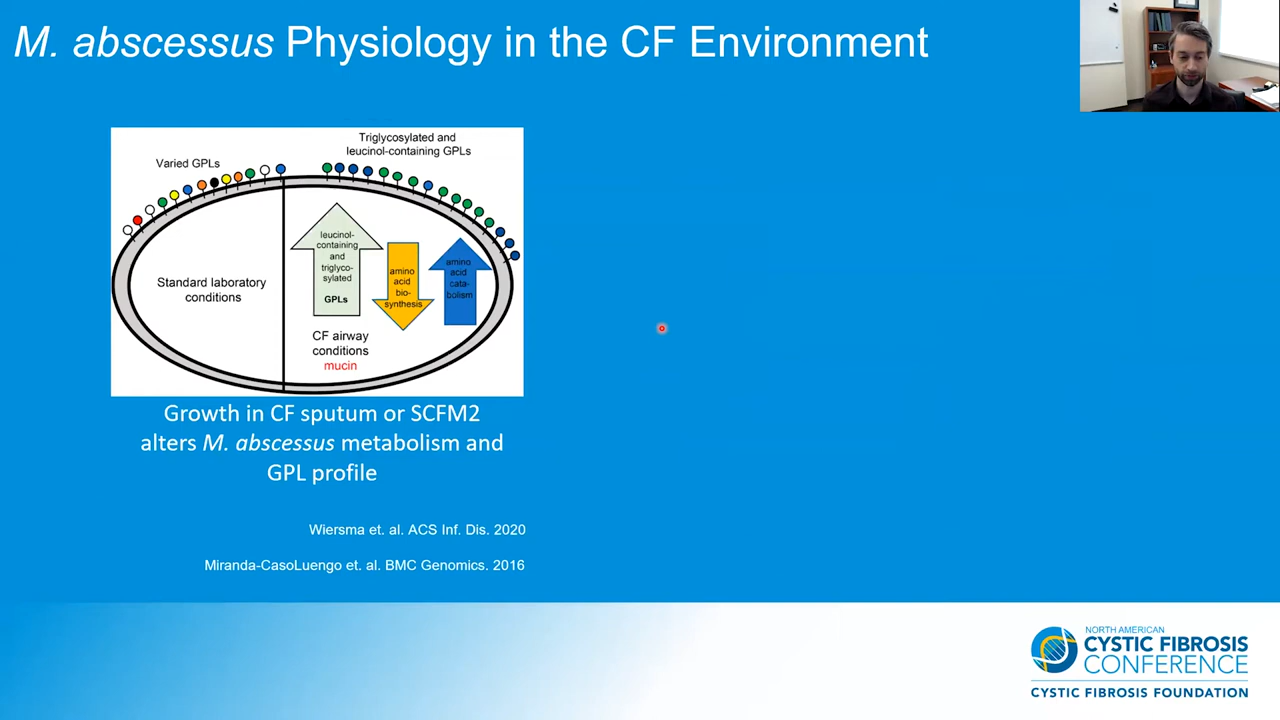 M. abscessus Physiology in the CF Environment
Varied GPLs
Triglycosylated and
leucinol-containing GPLs
Standard laboratory
conditions
leucinol-
containing
and
triglyco-
sylated
GPLs
amino
acid
bio-
synthesis
amino
acid
cata-
bolism
CF airway
conditions
mucin
Growth in CF sputum or SCFM2
alters M. abscessus metabolism and
GPL profile
Wiersma et. al. ACS Inf. Dis. 2020
Miranda-CasoLuengo et. al. BMC Genomics. 2016
NORTH AMERICAN
CYSTIC FIBROSIS
CONFERENCE
CYSTIC FIBROSIS FOUNDATION